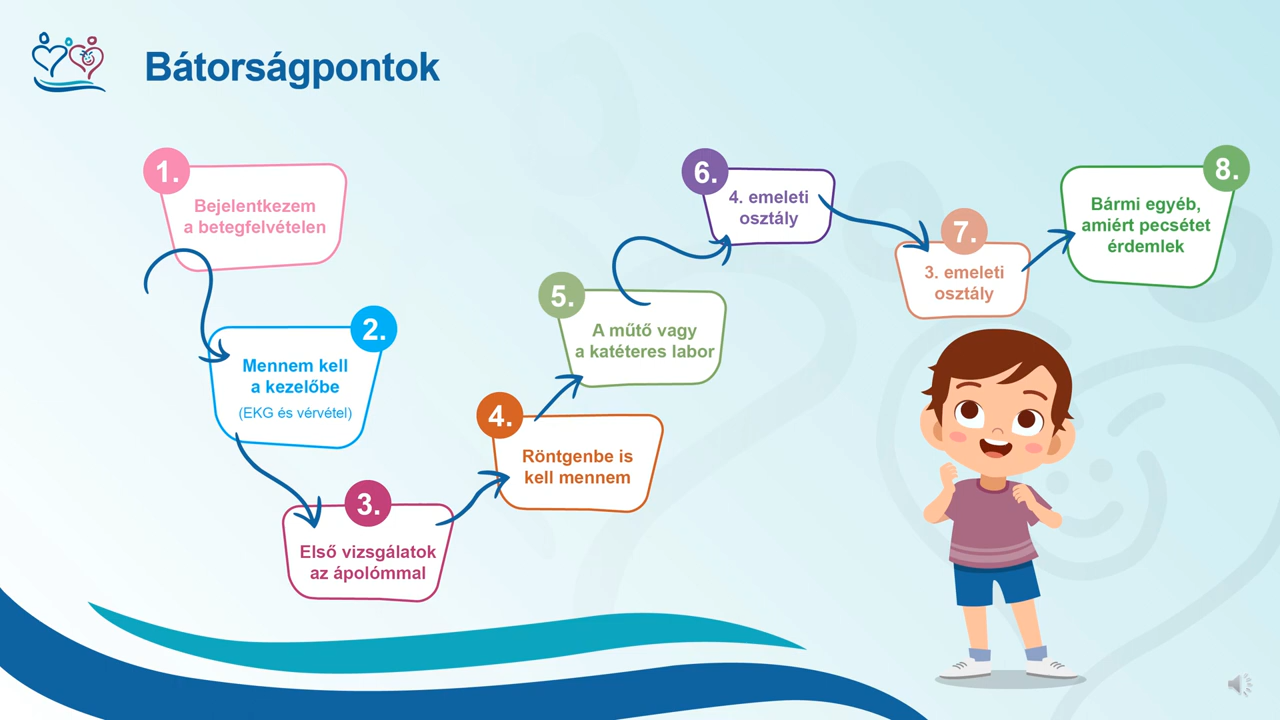 Bátorságpontok
1.
Bejelentkezem
a betegfelvételen
2.
Mennem kell
a kezelőbe
(EKG és vérvétel)
3.
Első vizsgálatok
az ápolómmal
4.
Röntgenbe is
kell mennem
5.
A műtő vagy
a katéteres labor
6.
4. emeleti
osztály
7.
3. emeleti
osztály
8.
Bármi egyéb,
amiért pecsétet
érdemlek